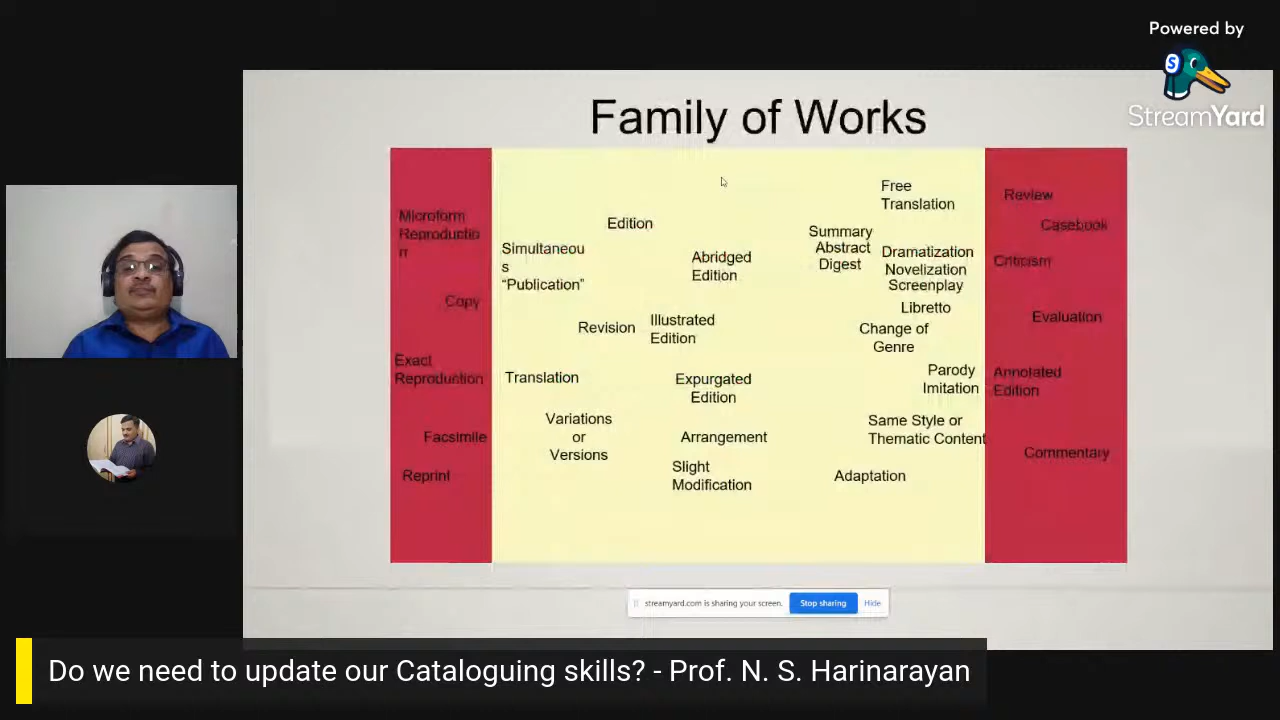 Powered by
StreamYard
Family of Works
Microform
Reproductio
n
Copy
Exact
Reproduction
Facsimile
Reprint
Edition
Simultaneou
s
"Publication"
Abridged
Edition
Revision
Illustrated
Edition
Translation
Expurgated
Edition
Variations
or
Versions
Arrangement
Slight
Modification
Free
Translation
Summary
Abstract
Digest
Dramatization
Novelization
Screenplay
Libretto
Change of
Genre
Parody
Imitation
Same Style or
Thematic Content
Adaptation
Review
Casebook
Criticism
Evaluation
Annotated
Edition
Commentary
streamyard.com is sharing your screen.
Stop sharing
Hide
Do we need to update our Cataloguing skills? - Prof. N. S. Harinarayan